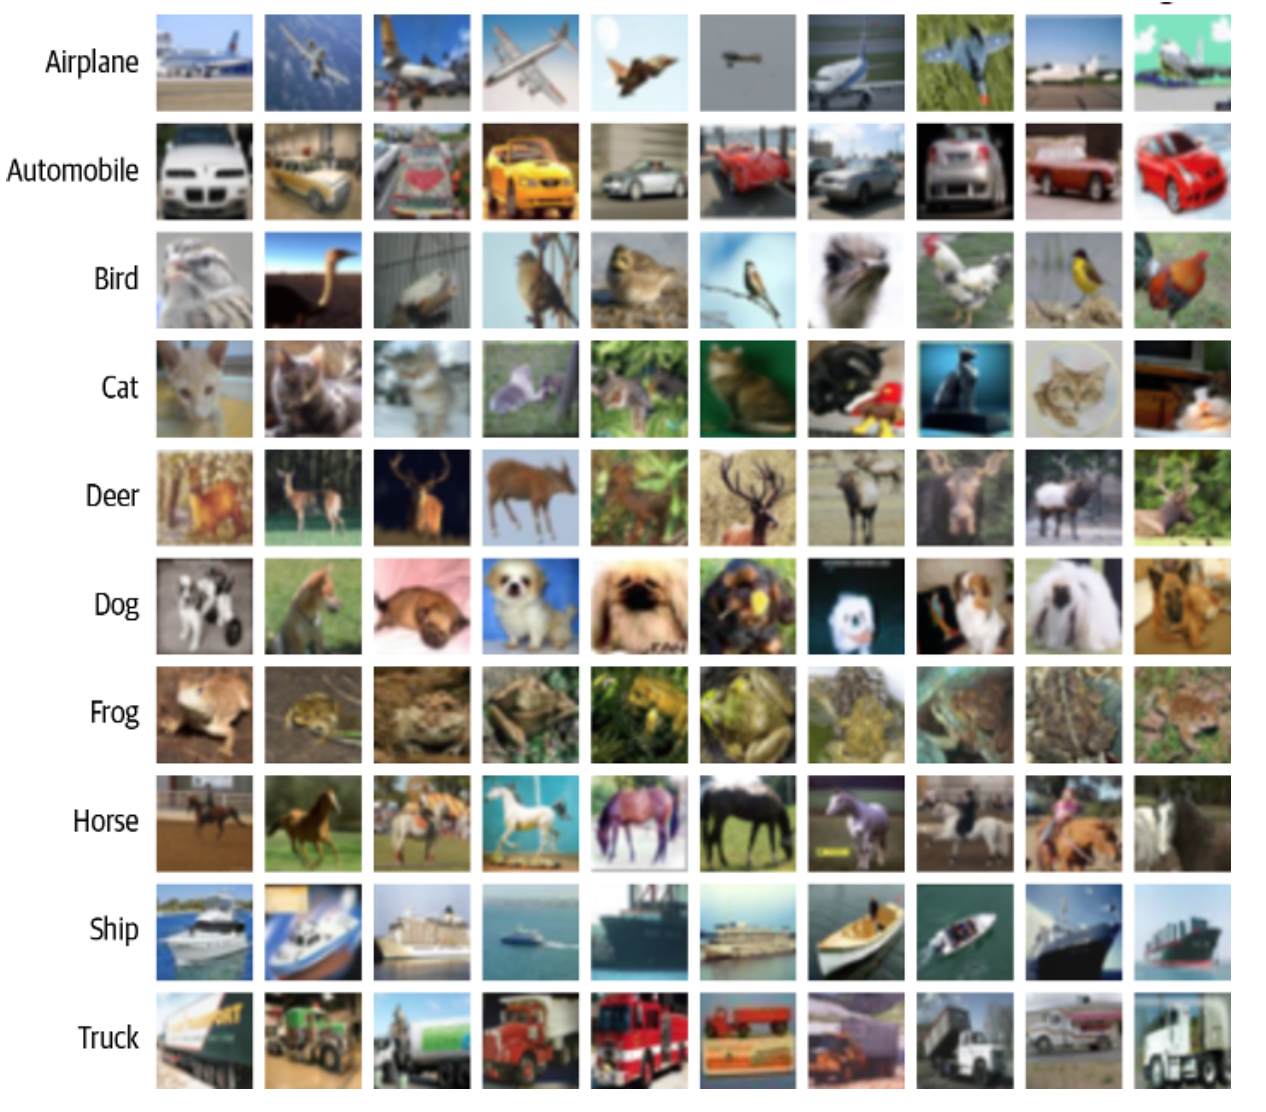 Airplane
Automobile
Bird
Cat
Deer
Dog
Frog
Horse
Ship
Truck